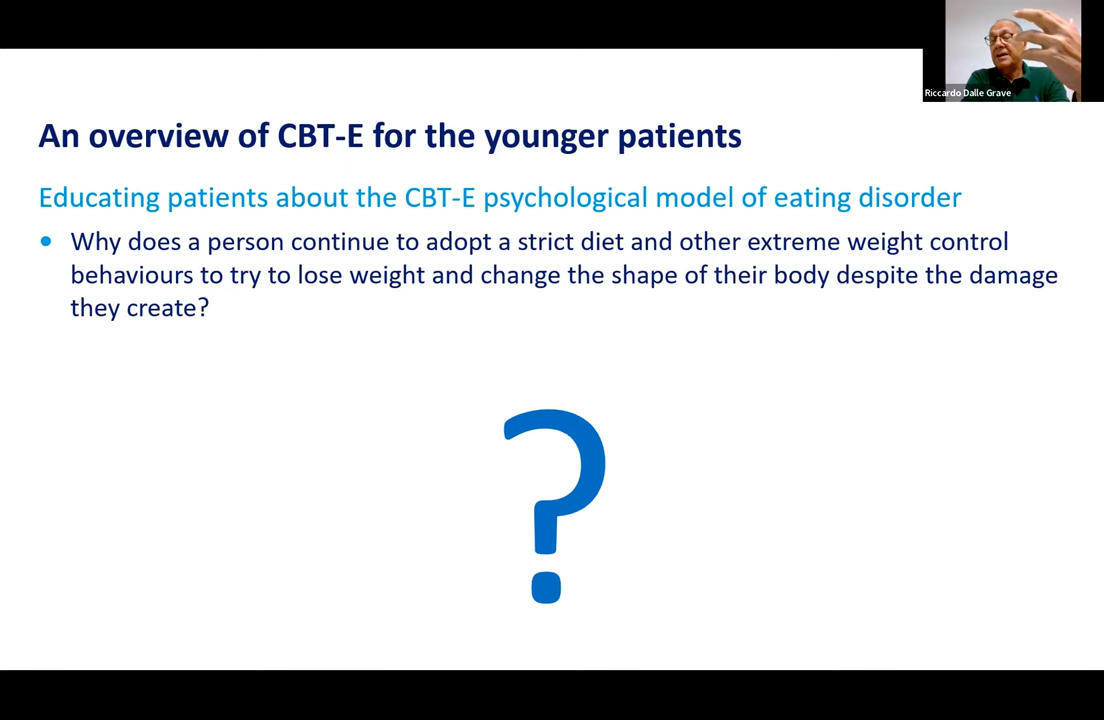 Riccardo Dalle Grave
An overview of CBT-E for the younger patients
Educating patients about the CBT-E psychological model of eating disorder
• Why does a person continue to adopt a strict diet and other extreme weight control
behaviours to try to lose weight and change the shape of their body despite the damage
they create?
?